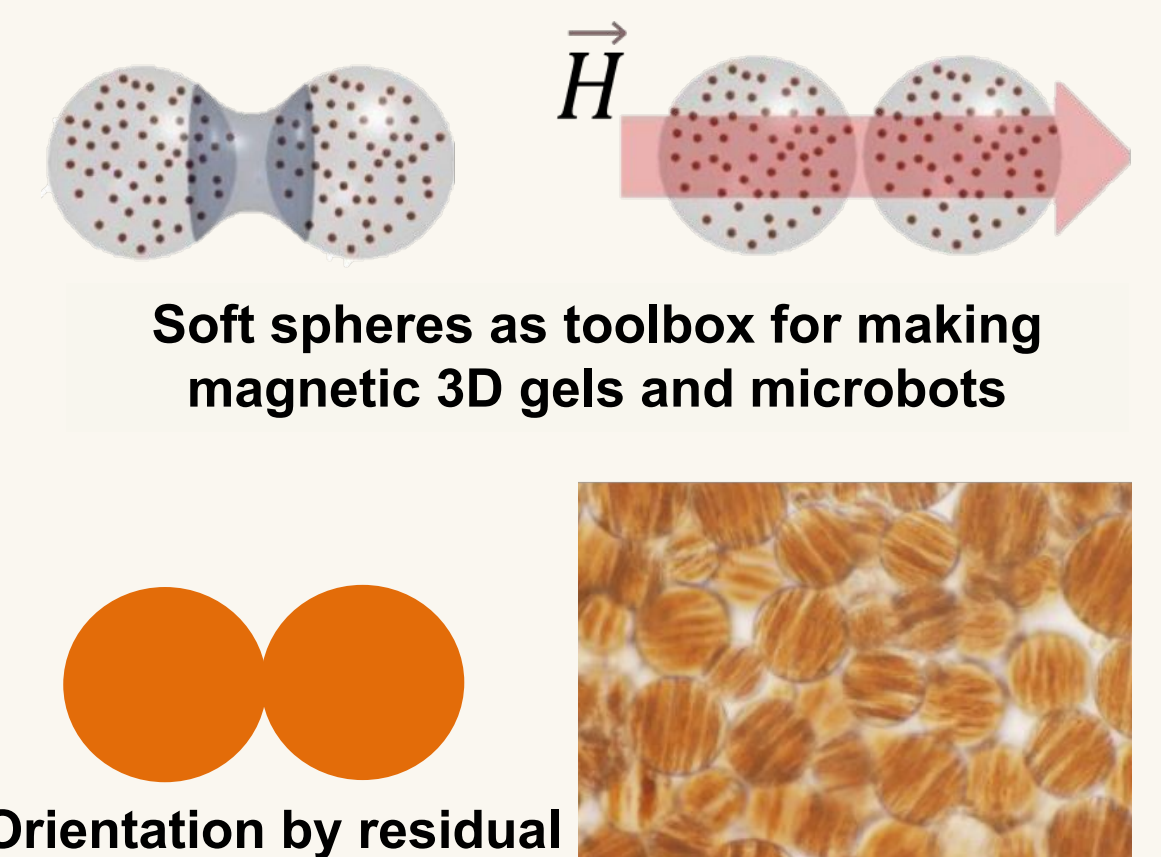 H
Soft spheres as toolbox for making
magnetic 3D gels and microbots
Orientation by residual